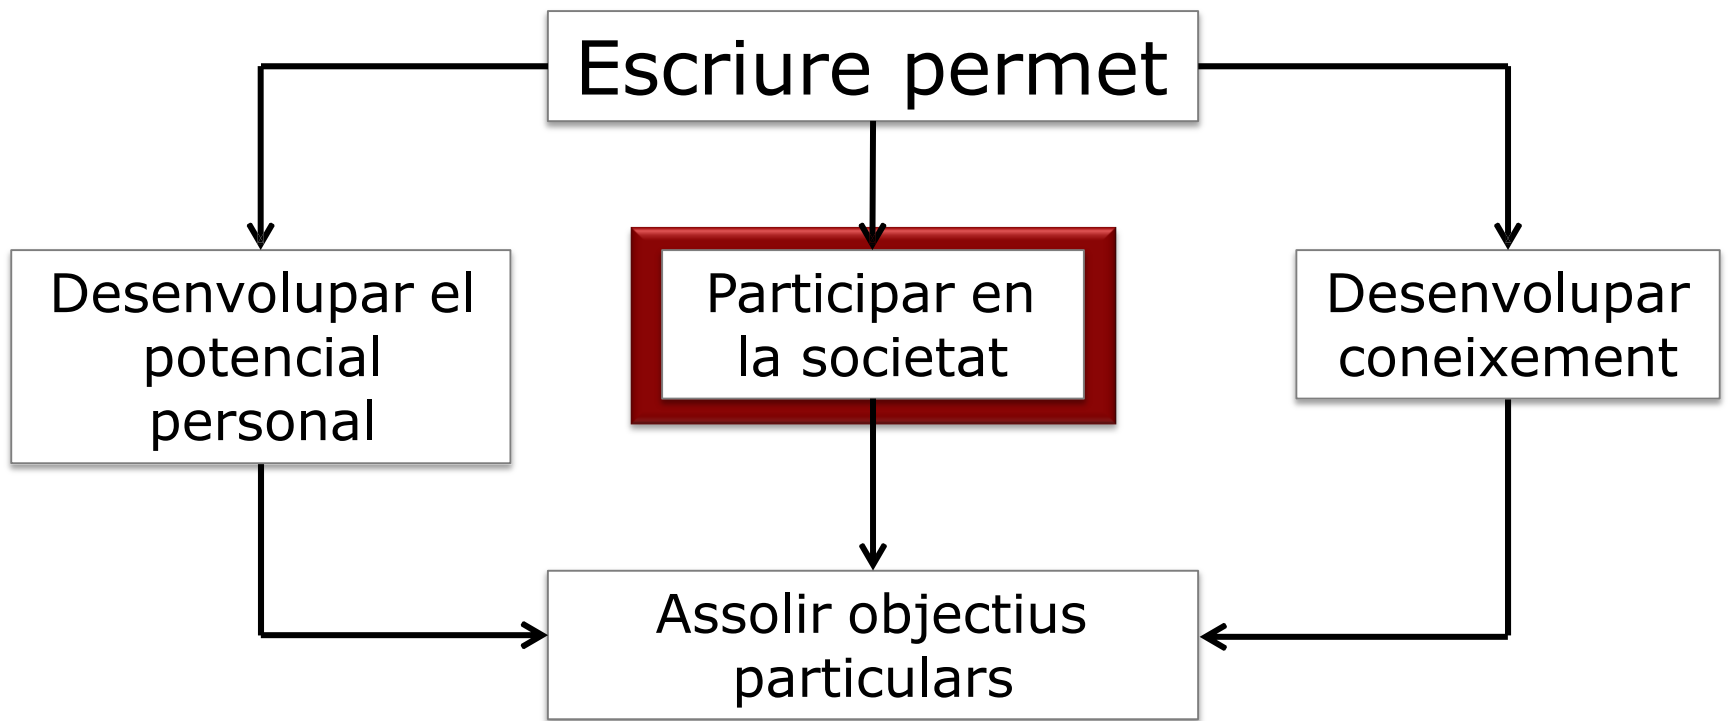 Escriure permet
Desenvolupar el
potencial
personal
Participar en
la societat
Desenvolupar
coneixement
Assolir objectius
particulars